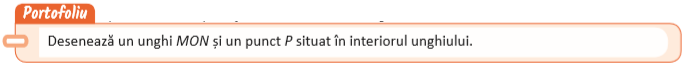 Portofoliu
Desenează un unghi MON și un punct P situat în interiorul unghiului.